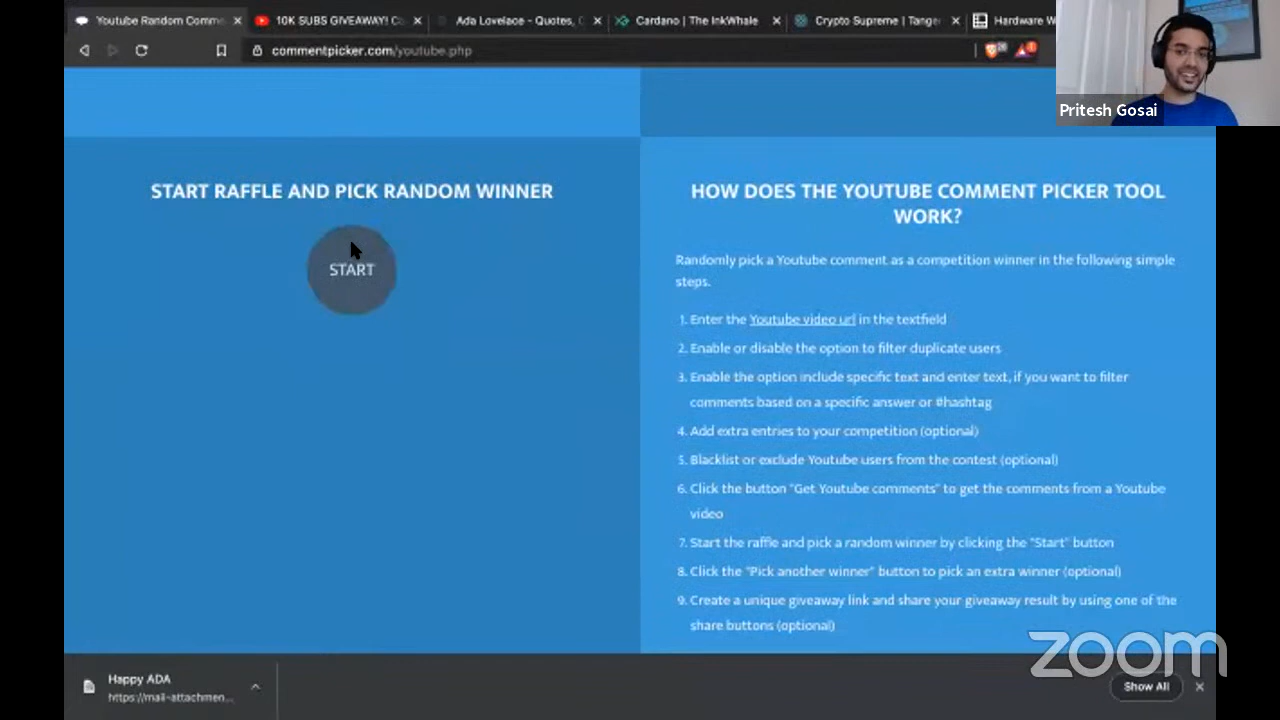 Youtube Random Comme
10K SUBS GIVEAWAY! C
Ada Lovelace - Quotes,
Cardano | The InkWhale
Crypto Supreme | Tange
Hardware W
commentpicker.com/youtube.php
Pritesh Gosai
START RAFFLE AND PICK RANDOM WINNER
START
HOW DOES THE YOUTUBE COMMENT PICKER TOOL
WORK?
Randomly pick a Youtube comment as a competition winner in the following simple
steps.
1. Enter the Youtube video url in the textfield
2. Enable or disable the option to filter duplicate users
3. Enable the option include specific text and enter text, if you want to filter
comments based on a specific answer or #hashtag
4. Add extra entries to your competition (optional)
5. Blacklist or exclude Youtube users from the contest (optional)
6. Click the button "Get Youtube comments" to get the comments from a Youtube
video
7. Start the raffle and pick a random winner by clicking the "Start" button
8. Click the "Pick another winner" button to pick an extra winner (optional)
9. Create a unique giveaway link and share your giveaway result by using one of the
share buttons (optional)
zoom
Happy ADA
https://mail-attachmen...
Show All